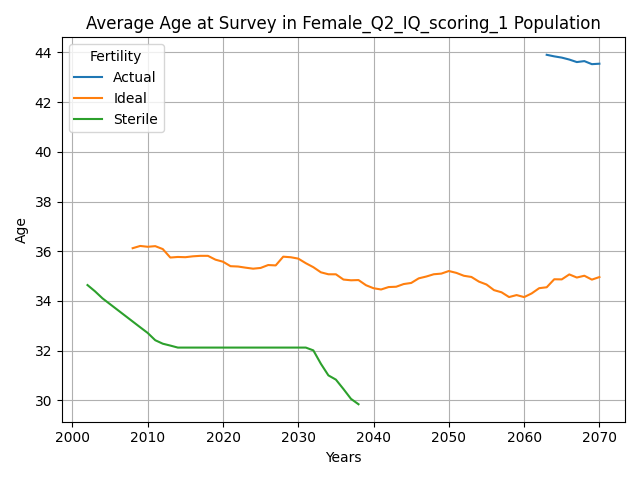 Average Age at Survey in Female_Q2_IQ_scoring_1 Population
Fertility
Actual
Ideal
Sterile
44
42
40
38
36
34
32
30
Age
2000 2010 2020 2030 2040 2050 2060 2070
Years